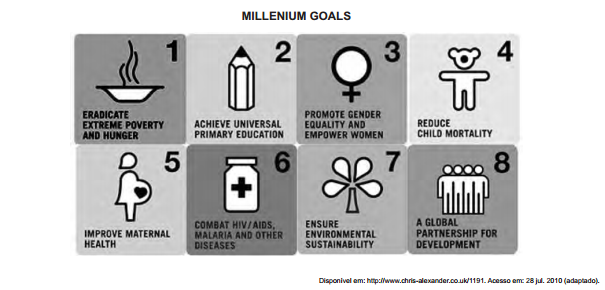 MILLENIUM GOALS
1
ERADICATE
EXTREME POVERTY
AND HUNGER
2
ACHIEVE UNIVERSAL
PRIMARY EDUCATION
3
PROMOTE GENDER
EQUALITY AND
EMPOWER WOMEN
4
REDUCE
CHILD MORTALITY
5
IMPROVE MATERNAL
HEALTH
6
COMBAT HIV/AIDS,
MALARIA AND OTHER
DISEASES
7
ENSURE
ENVIRONMENTAL
SUSTAINABILITY
8
A GLOBAL
PARTNERSHIP FOR
DEVELOPMENT
Disponível em: http://www.chris-alexander.co.uk/1191. Acesso em: 28 jul. 2010 (adaptado).